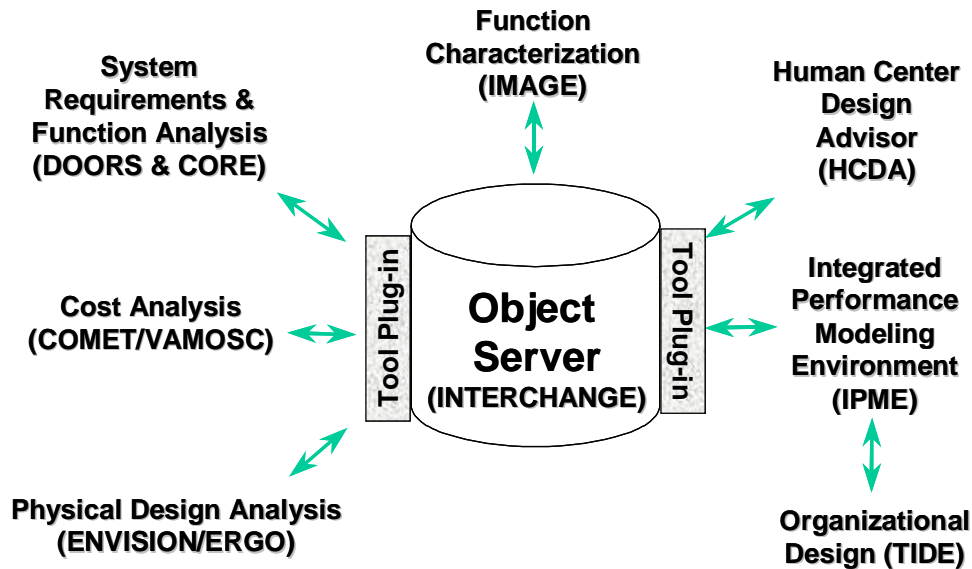 Function
Characterization
(IMAGE)
System
Requirements &
Function Analysis
(DOORS & CORE)
Human Center
Design
Advisor
(HCDA)
Cost Analysis
(COMET/VAMOSC)
Tool Plug-in
Object
Server
(INTERCHANGE)
Tool Plug-in
Integrated
Performance
Modeling
Environment
(IPME)
Physical Design Analysis
(ENVISION/ERGO)
Organizational
Design (TIDE)